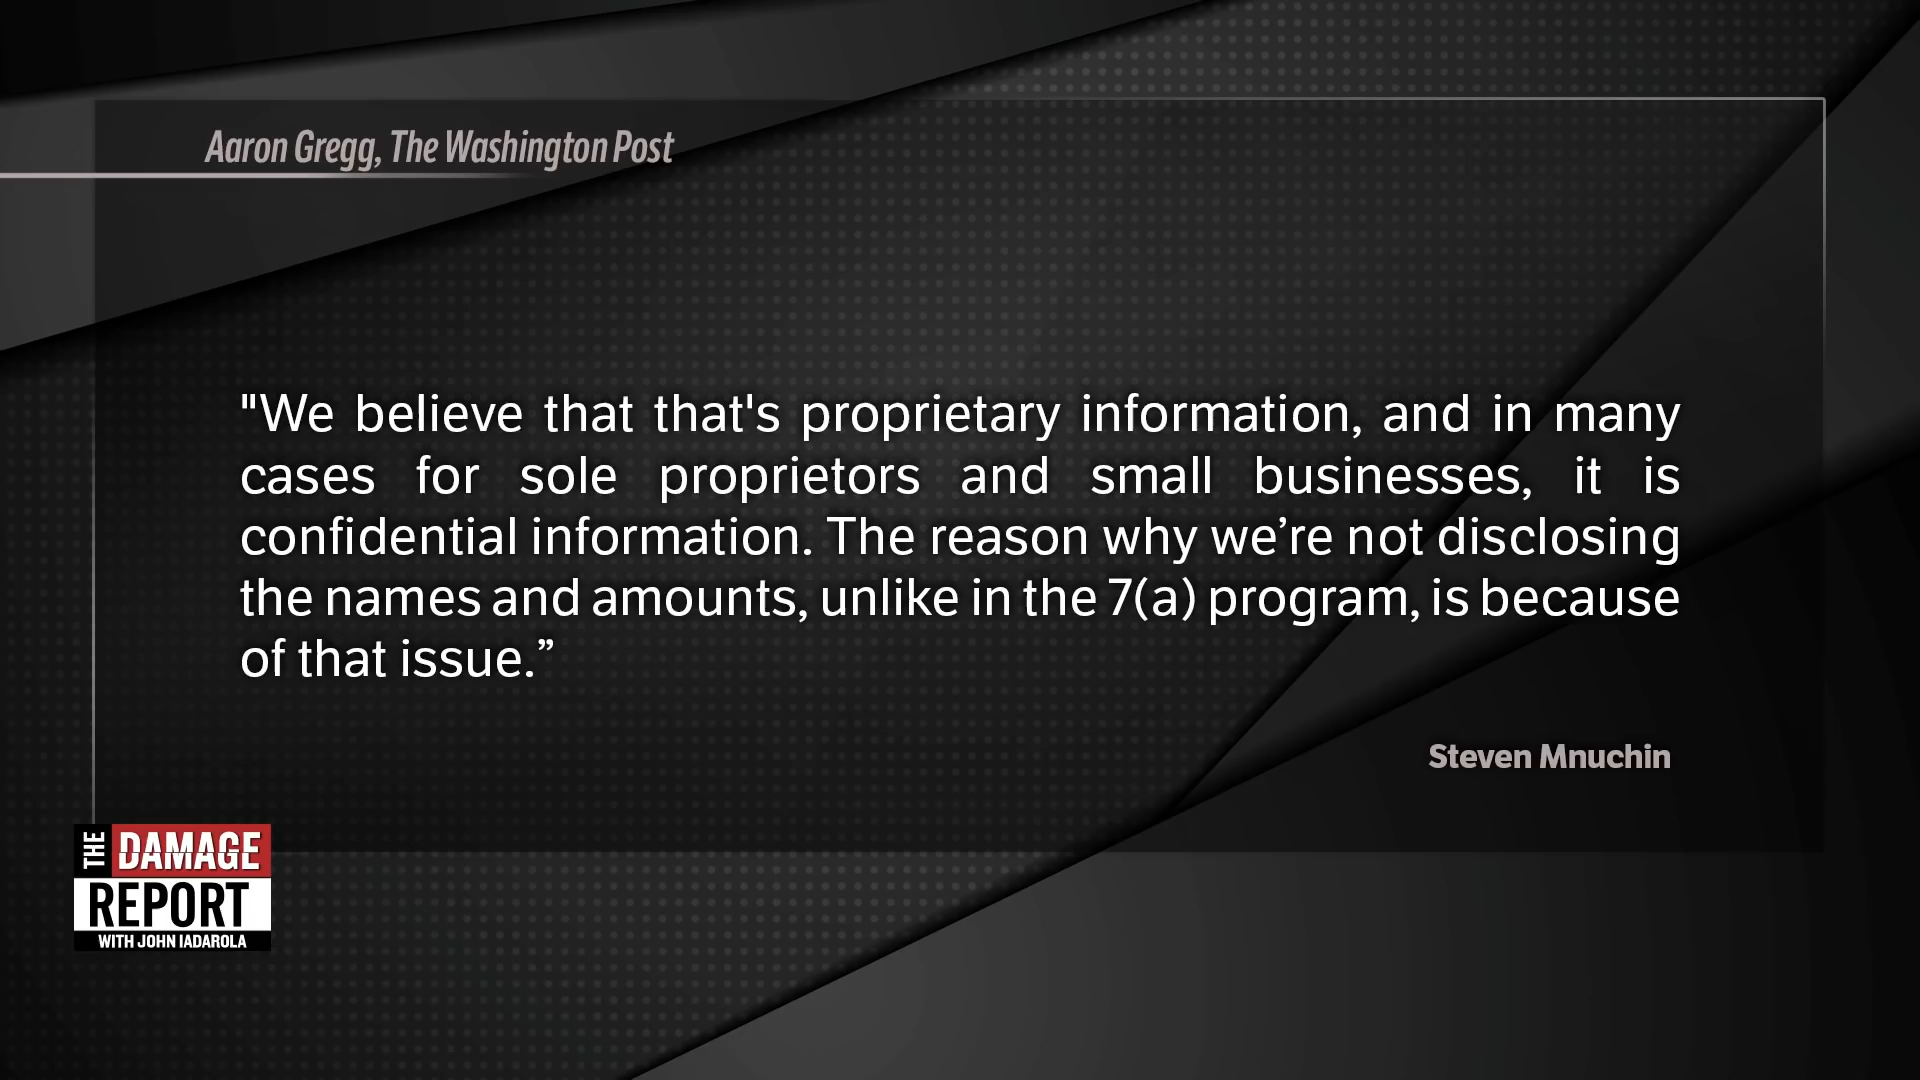 Aaron Gregg, The Washington Post
"We believe that that's proprietary information, and in many
cases for sole proprietors and small businesses, it is
confidential information. The reason why we’re not disclosing
the names and amounts, unlike in the 7(a) program, is because
of that issue.”
Steven Mnuchin
THE DAMAGE
REPORT
WITH JOHN IADAROLA